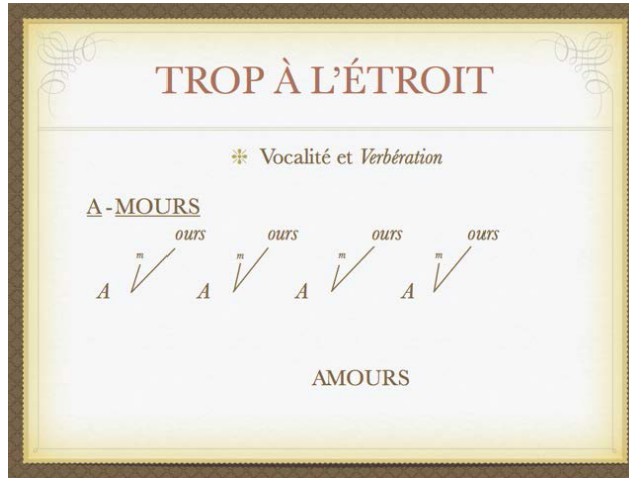 TROP À L'ÉTROIT
Vocalité et Verbération
A - MOURS
ours ours ours ours
m m m m
A A A A
AMOURS